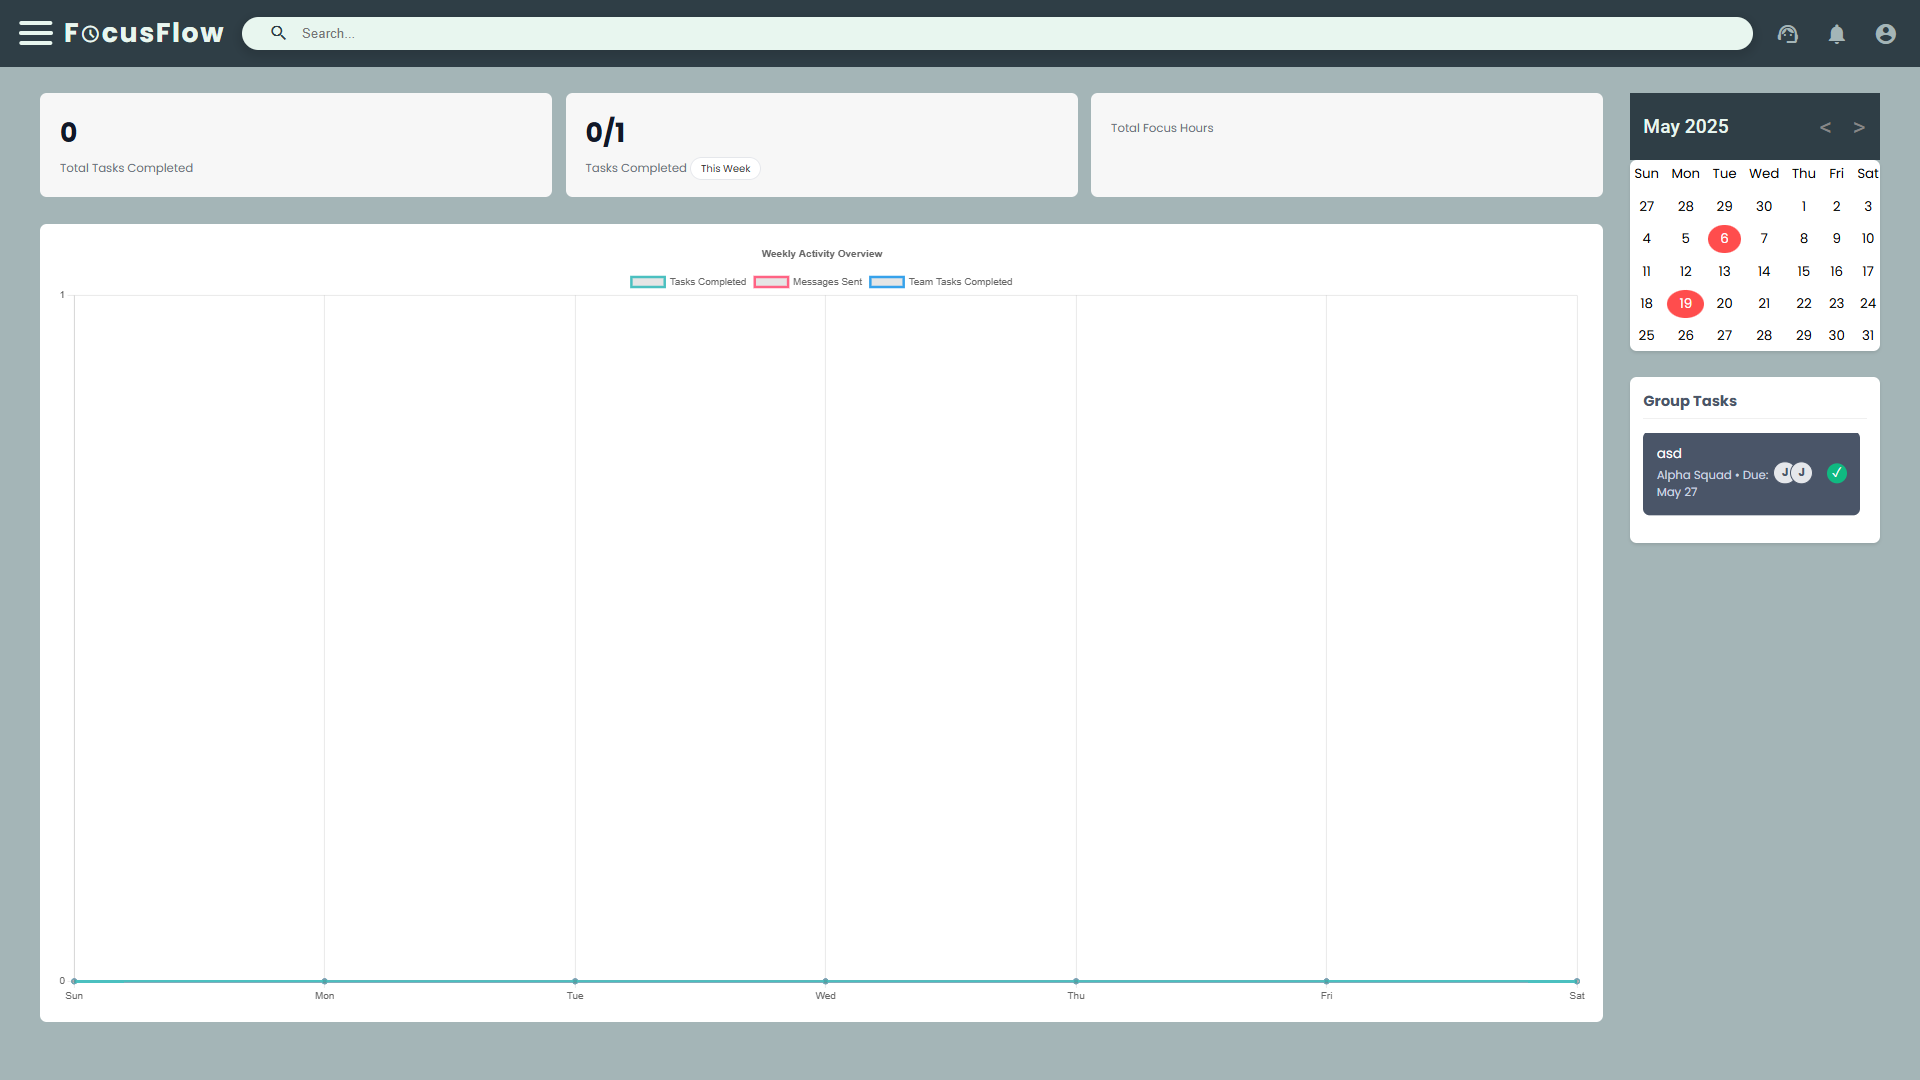 FocusFlow
Search...
0
Total Tasks Completed
0/1
Tasks Completed This Week
Total Focus Hours
Weekly Activity Overview
Tasks Completed Messages Sent Team Tasks Completed
1
0
Sun Mon Tue Wed Thu Fri Sat
May 2025 < >
Sun Mon Tue Wed Thu Fri Sat
27 28 29 30 1 2 3
4 5 6 7 8 9 10
11 12 13 14 15 16 17
18 19 20 21 22 23 24
25 26 27 28 29 30 31
Group Tasks
asd
Alpha Squad • Due:
May 27
J J